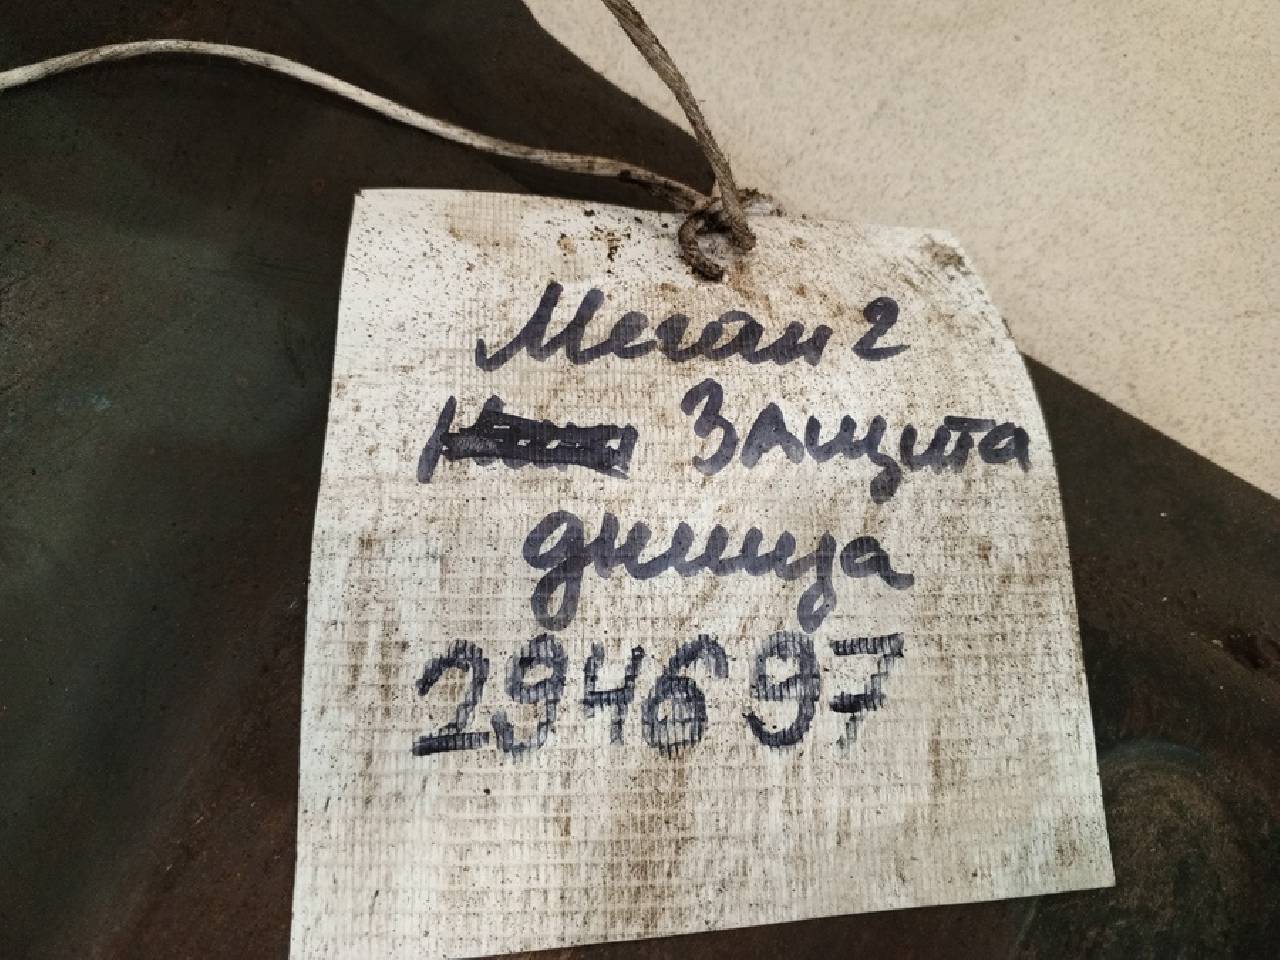 Меган 2
Защита
днища
294697